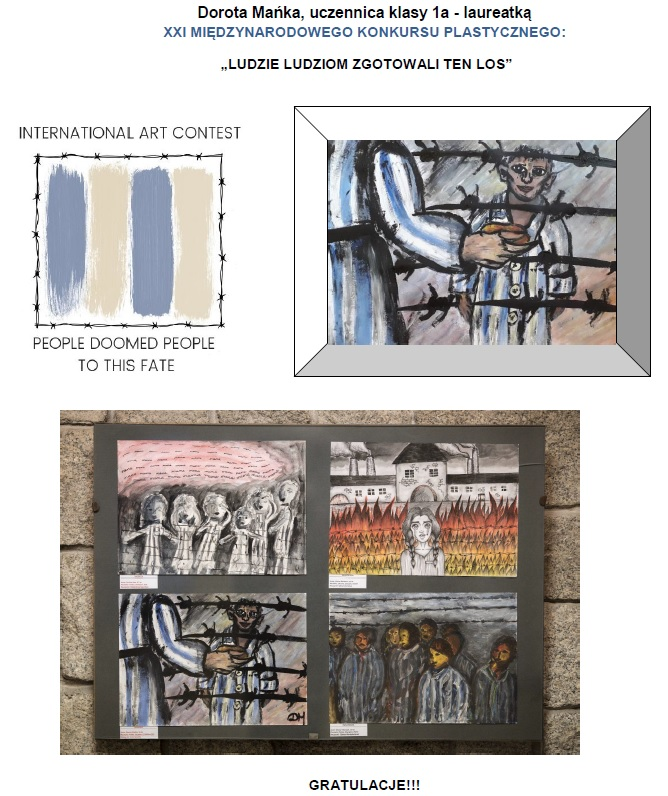 Dorota Mańka, uczennica klasy 1a - laureatką
XXI MIĘDZYNARODOWEGO KONKURSU PLASTYCZNEGO:
„LUDZIE LUDZIOM ZGOTOWALI TEN LOS”
INTERNATIONAL ART CONTEST
PEOPLE DOOMED PEOPLE
TO THIS FATE
GRATULACJE!!!